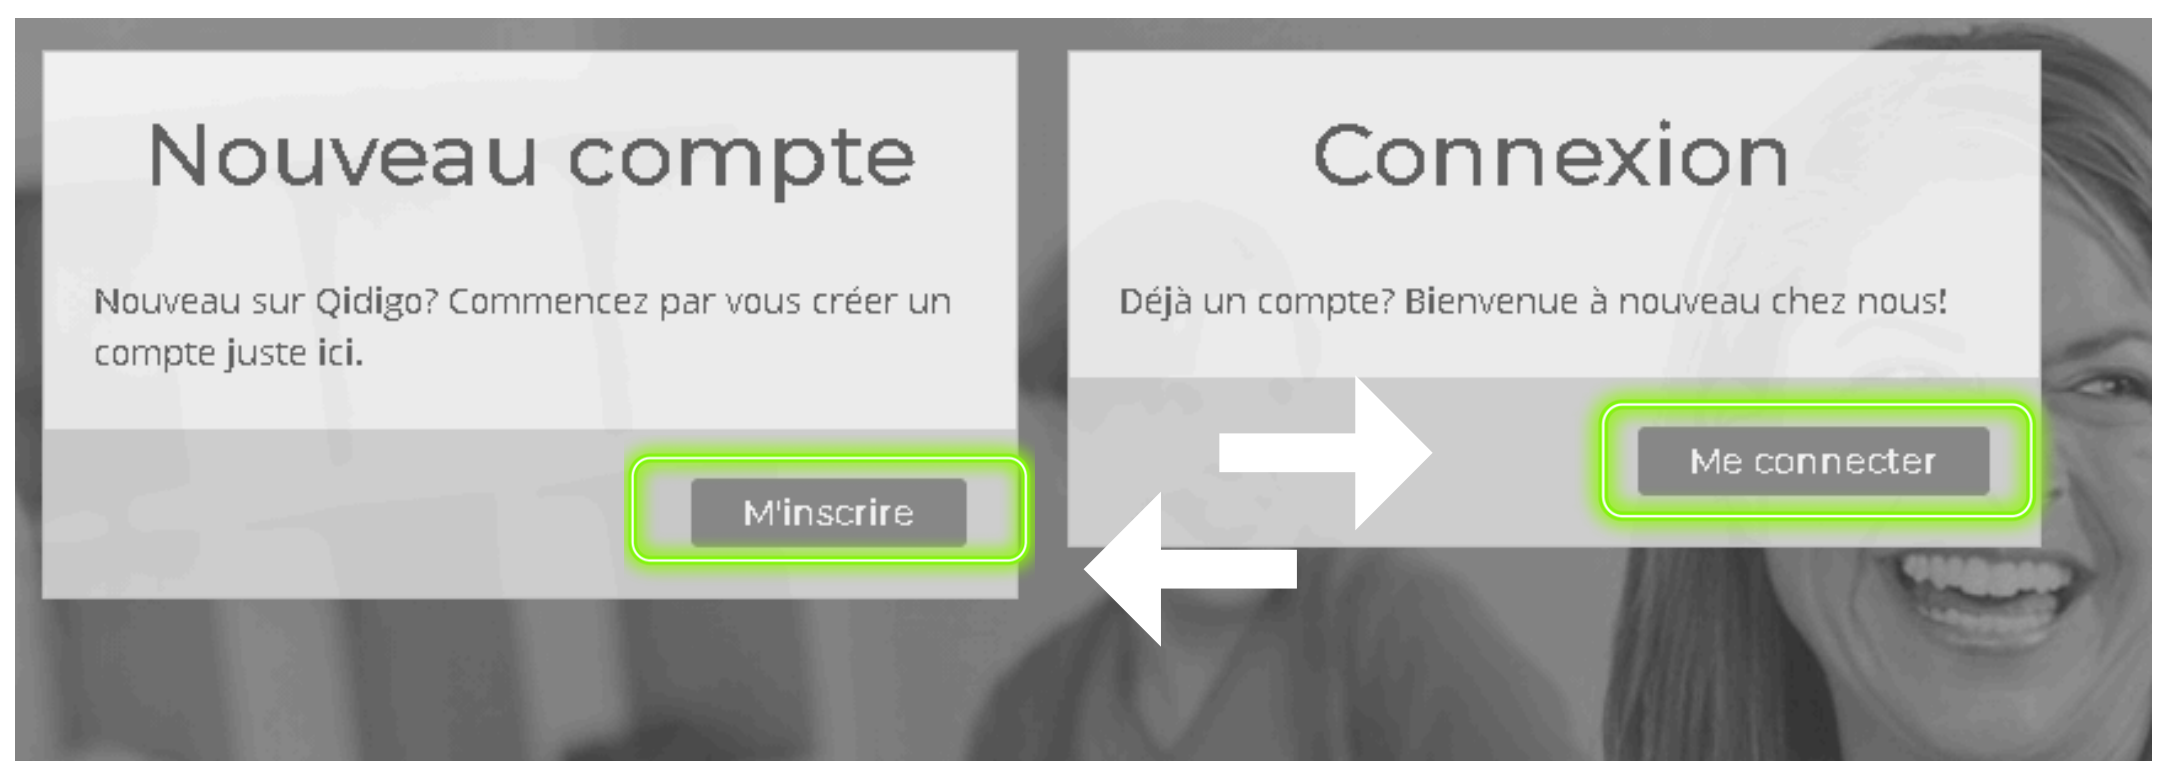 Nouveau compte
Nouveau sur Qidigo? Commencez par vous créer un
compte juste ici.
M'inscrire
Connexion
Déjà un compte? Bienvenue à nouveau chez nous!
Me connecter